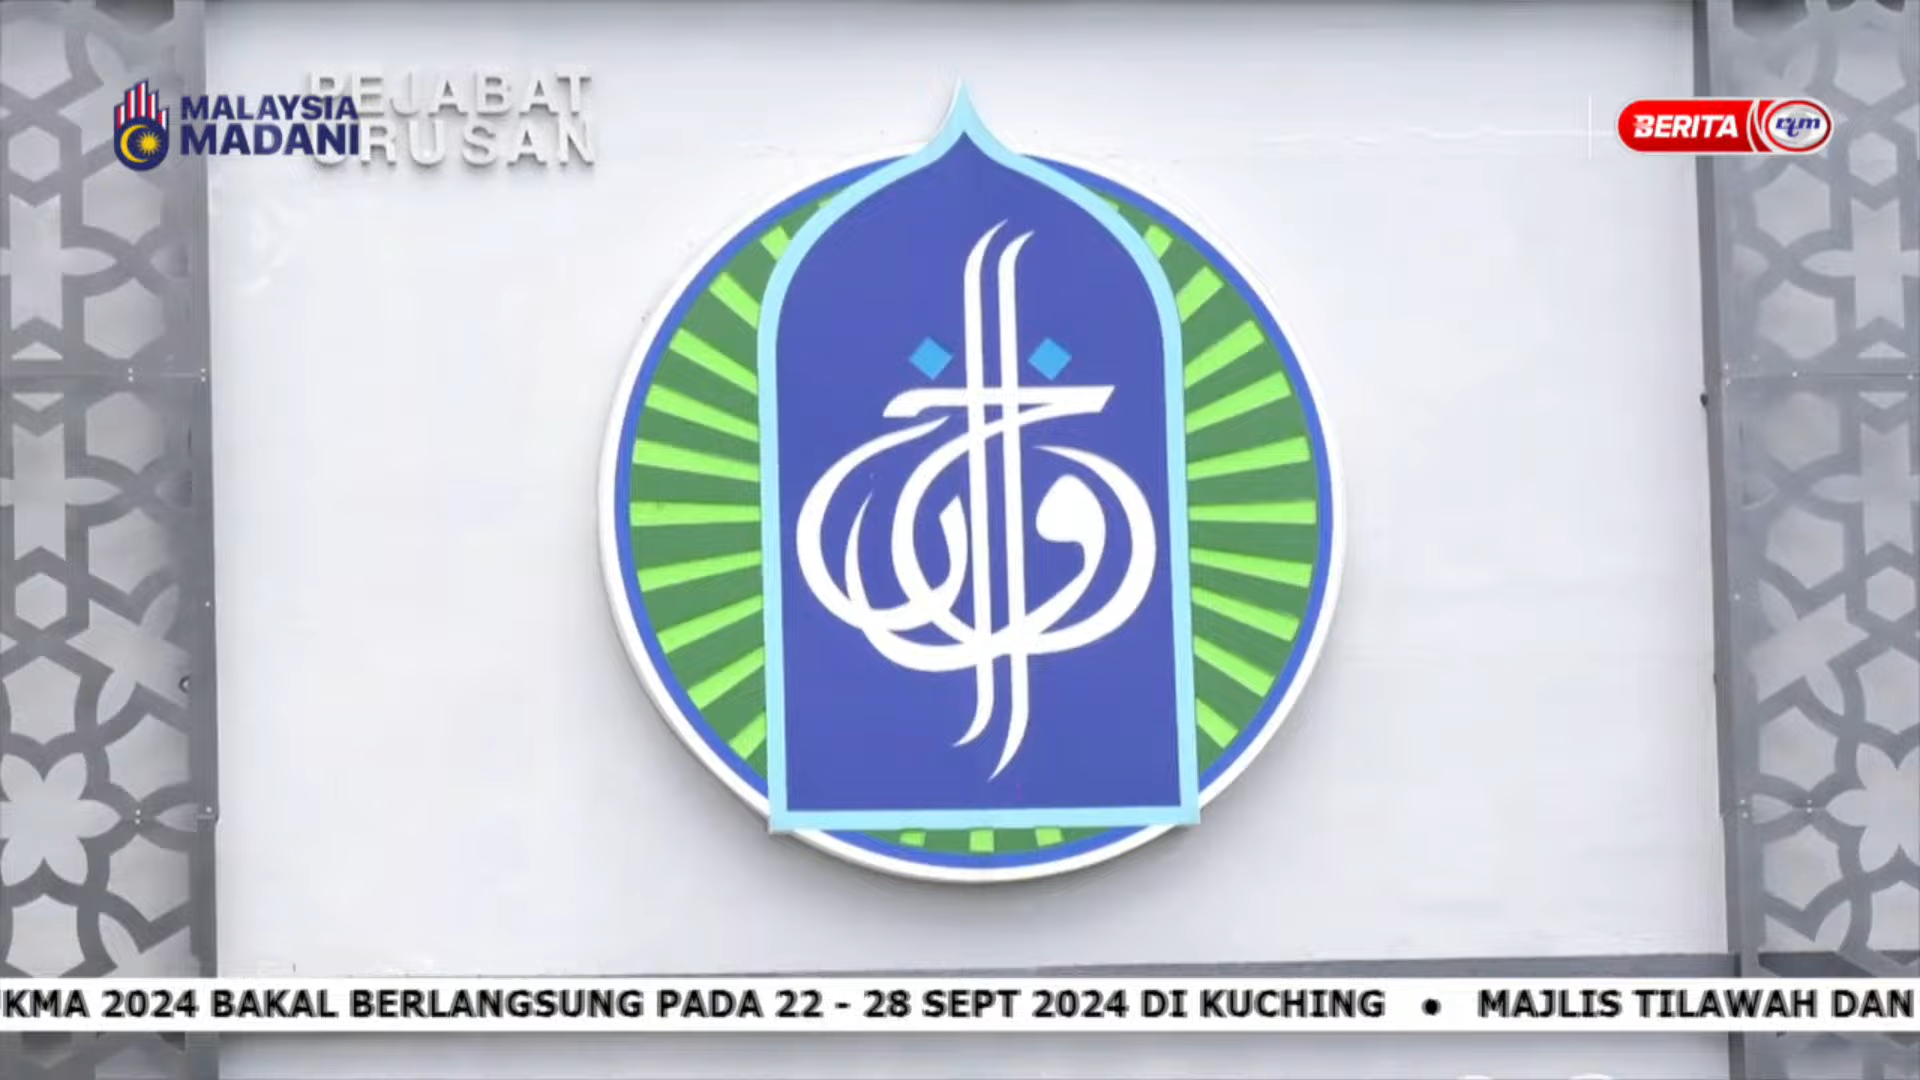 PEJABAT
URUSAN
MALAYSIA
MADANI
BERITA rtm
KMA 2024 BAKAL BERLANGSUNG PADA 22 - 28 SEPT 2024 DI KUCHING • MAJLIS TILAWAH DAN